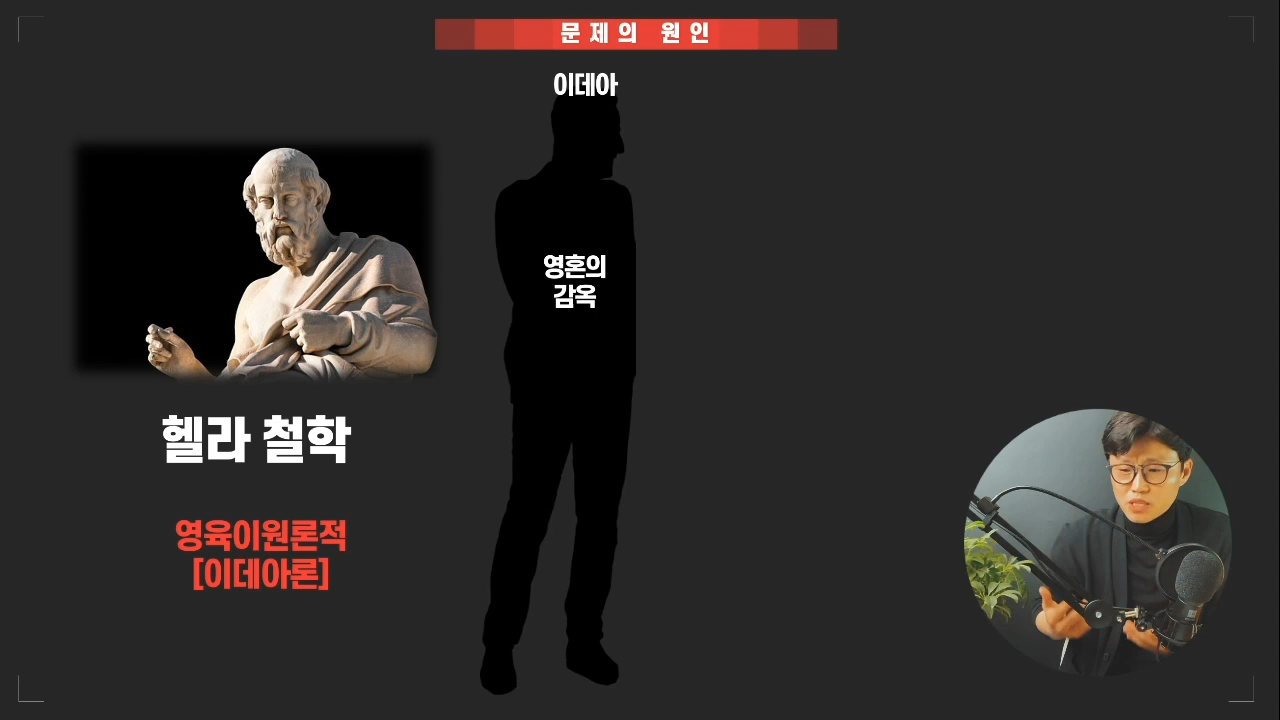 문제의 원인
이데아
영혼의
감옥
헬라 철학
영육이원론적
[이데아론]